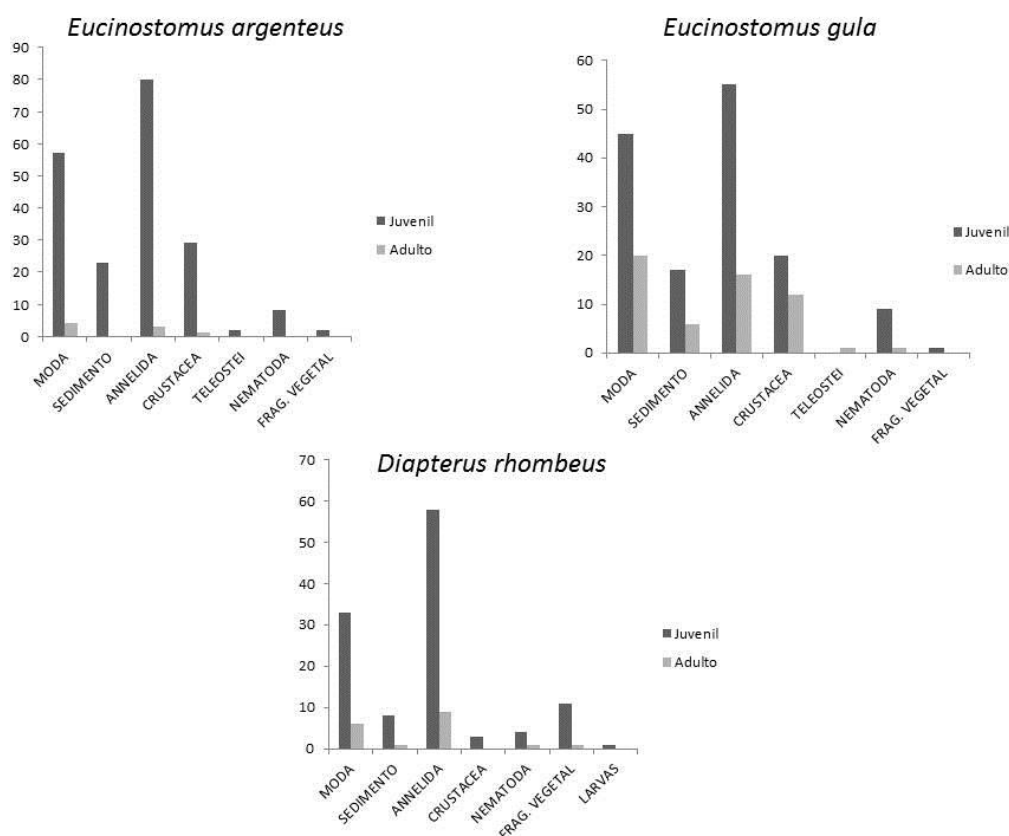 Eucinostomus argenteus
90
80
70
60
50
40
30
20
10
0
MODA
SEDIMENTO
ANNELIDA
CRUSTACEA
TELEOSTEI
NEMATODA
FRAG. VEGETAL
Juvenil
Adulto
Eucinostomus gula
60
50
40
30
20
10
0
MODA
SEDIMENTO
ANNELIDA
CRUSTACEA
TELEOSTEI
NEMATODA
FRAG. VEGETAL
Juvenil
Adulto
Diapterus rhombeus
70
60
50
40
30
20
10
0
MODA
SEDIMENTO
ANNELIDA
CRUSTACEA
NEMATODA
FRAG. VEGETAL
LARVAS
Juvenil
Adulto